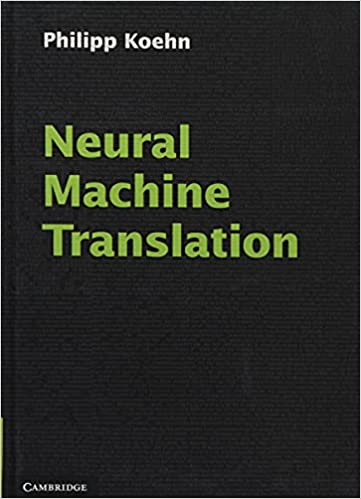 Philipp Koehn
Neural
Machine
Translation
CAMBRIDGE